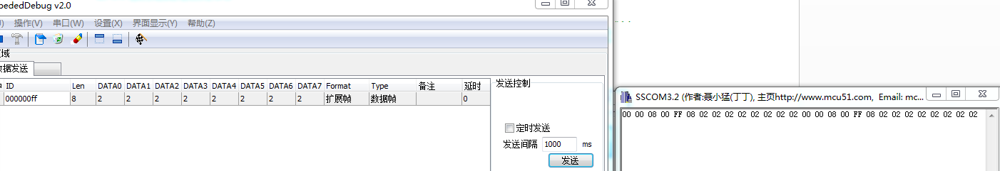 bededDebug v2.0
操作(V) 串口(W) 设置(X) 界面显示(Y) 帮助(Z)
区域
数据发送
ID Len DATA0 DATA1 DATA2 DATA3 DATA4 DATA5 DATA6 DATA7 Format Type 备注 延时
000000ff 8 2 2 2 2 2 2 2 2 扩展帧 数据帧 0
发送控制
定时发送
发送间隔 1000 ms
发送
SSCOM3.2 (作者:聂小猛(丁丁), 主页http://www.mcu51.com, Email: mc...
00 00 08 00 FF 08 02 02 02 02 02 02 02 02 00 00 08 00 FF 08 02 02 02 02 02 02 02 02